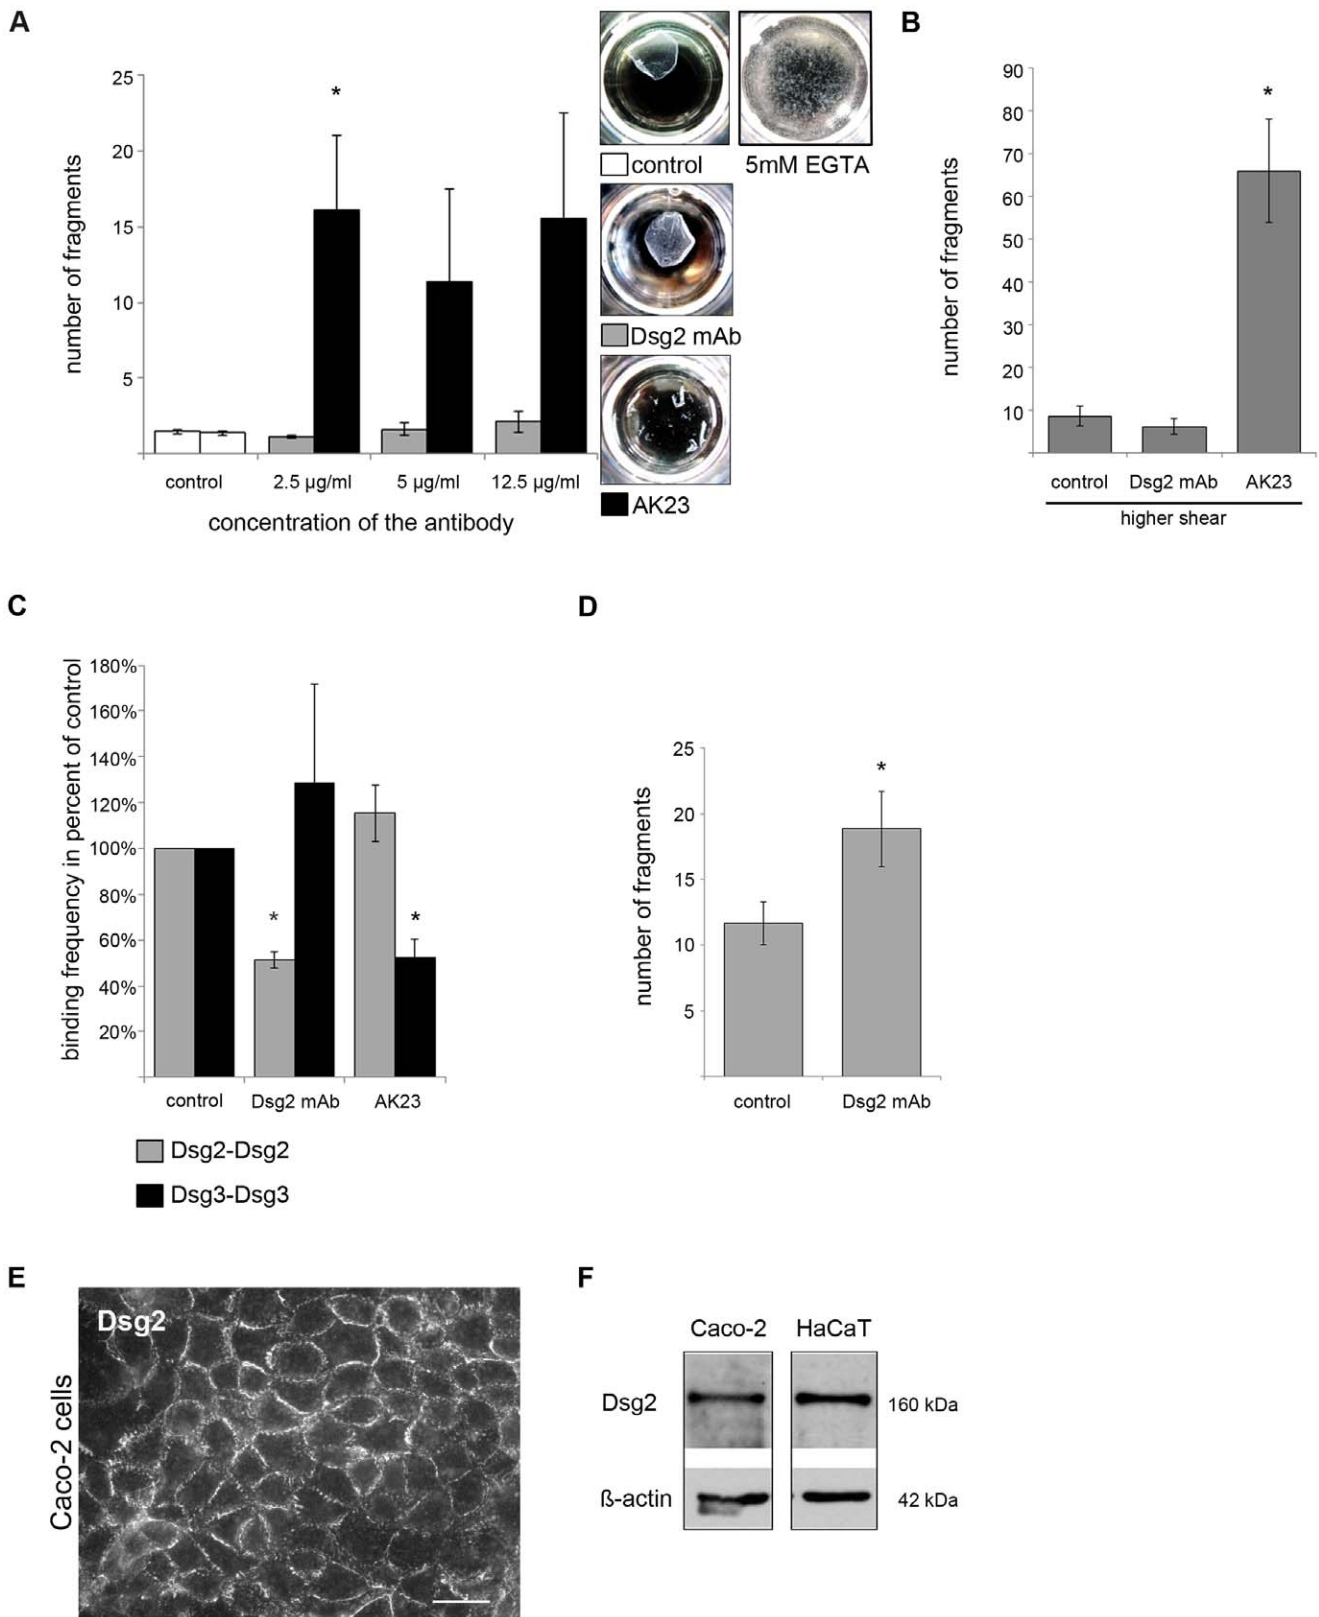 A
25
20
15
10
5
number of fragments
control
2.5 µg/ml
5 µg/ml
12.5 µg/ml
concentration of the antibody
*
control
5mM EGTA
Dsg2 mAb
AK23
B
90
80
70
60
50
40
30
20
10
number of fragments
*
control
Dsg2 mAb
AK23
higher shear
C
180%
160%
140%
120%
100%
80%
60%
40%
20%
binding frequency in percent of control
*
*
control
Dsg2 mAb
AK23
Dsg2-Dsg2
Dsg3-Dsg3
D
25
20
15
10
5
number of fragments
*
control
Dsg2 mAb
E
Caco-2 cells
Dsg2
F
Caco-2
HaCaT
Dsg2
160 kDa
ß-actin
42 kDa